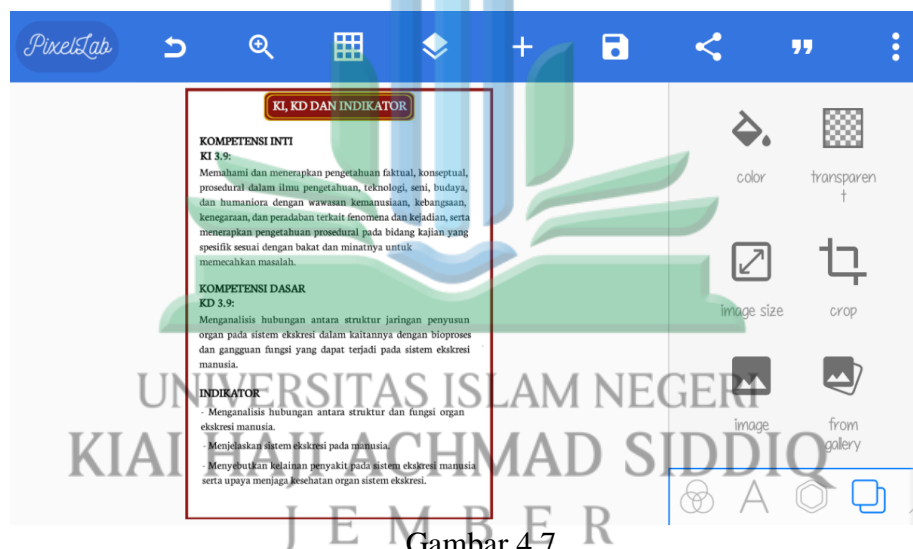 PixelLab
KI, KD DAN INDIKATOR
KOMPETENSI INTI
KI 3.9:
Memahami dan menerapkan pengetahuan faktual, konseptual,
prosedural dalam ilmu pengetahuan, teknologi, seni, budaya,
dan humaniora dengan wawasan kemanusiaan, kebangsaan,
kenegaraan, dan peradaban terkait fenomena dan kejadian, serta
menerapkan pengetahuan prosedural pada bidang kajian yang
spesifik sesuai dengan bakat dan minatnya untuk
memecahkan masalah.
KOMPETENSI DASAR
KD 3.9:
Menganalisis hubungan antara struktur jaringan penyusun
organ pada sistem ekskresi dalam kaitannya dengan bioproses
dan gangguan fungsi yang dapat terjadi pada sistem ekskresi
manusia.
INDIKATOR
- Menganalisis hubungan antara struktur dan fungsi organ
ekskresi manusia.
- Menjelaskan sistem ekskresi pada manusia.
- Menyebutkan kelainan penyakit pada sistem ekskresi manusia
serta upaya menjaga kesehatan organ sistem ekskresi.
color
transparen
t
image size
crop
image
from
gallery
UNIVERSITAS ISLAM NEGERI
KIAI HAJI ACHMAD SIDDIQ
JEMBER
Gambar 4.7